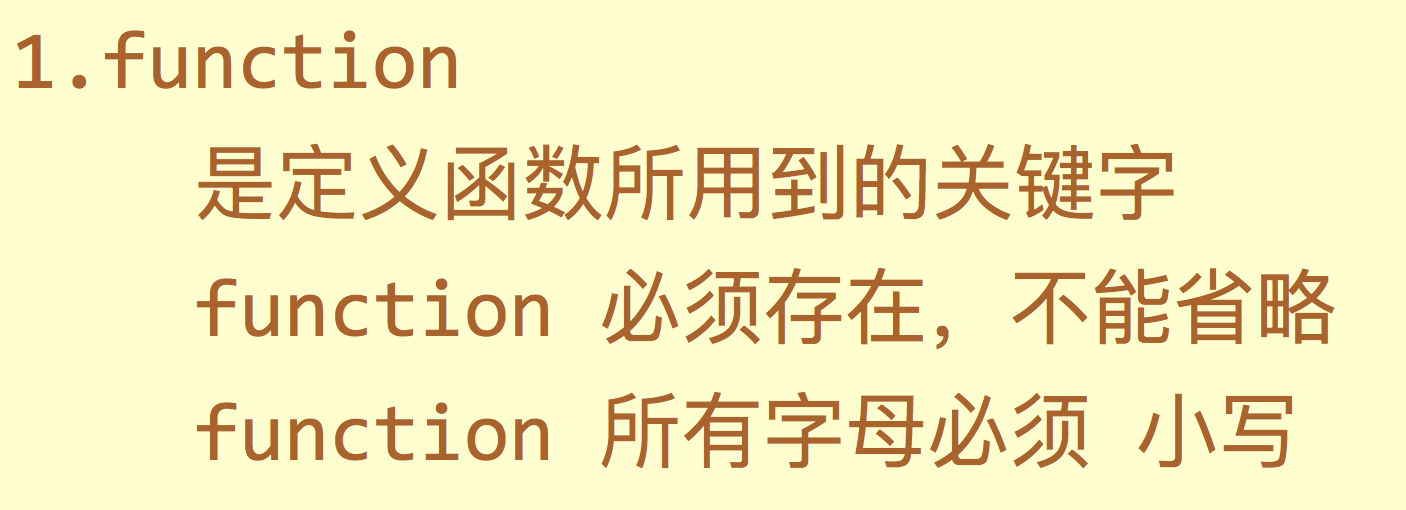 1.function
是定义函数所用到的关键字
function 必须存在，不能省略
function 所有字母必须 小写